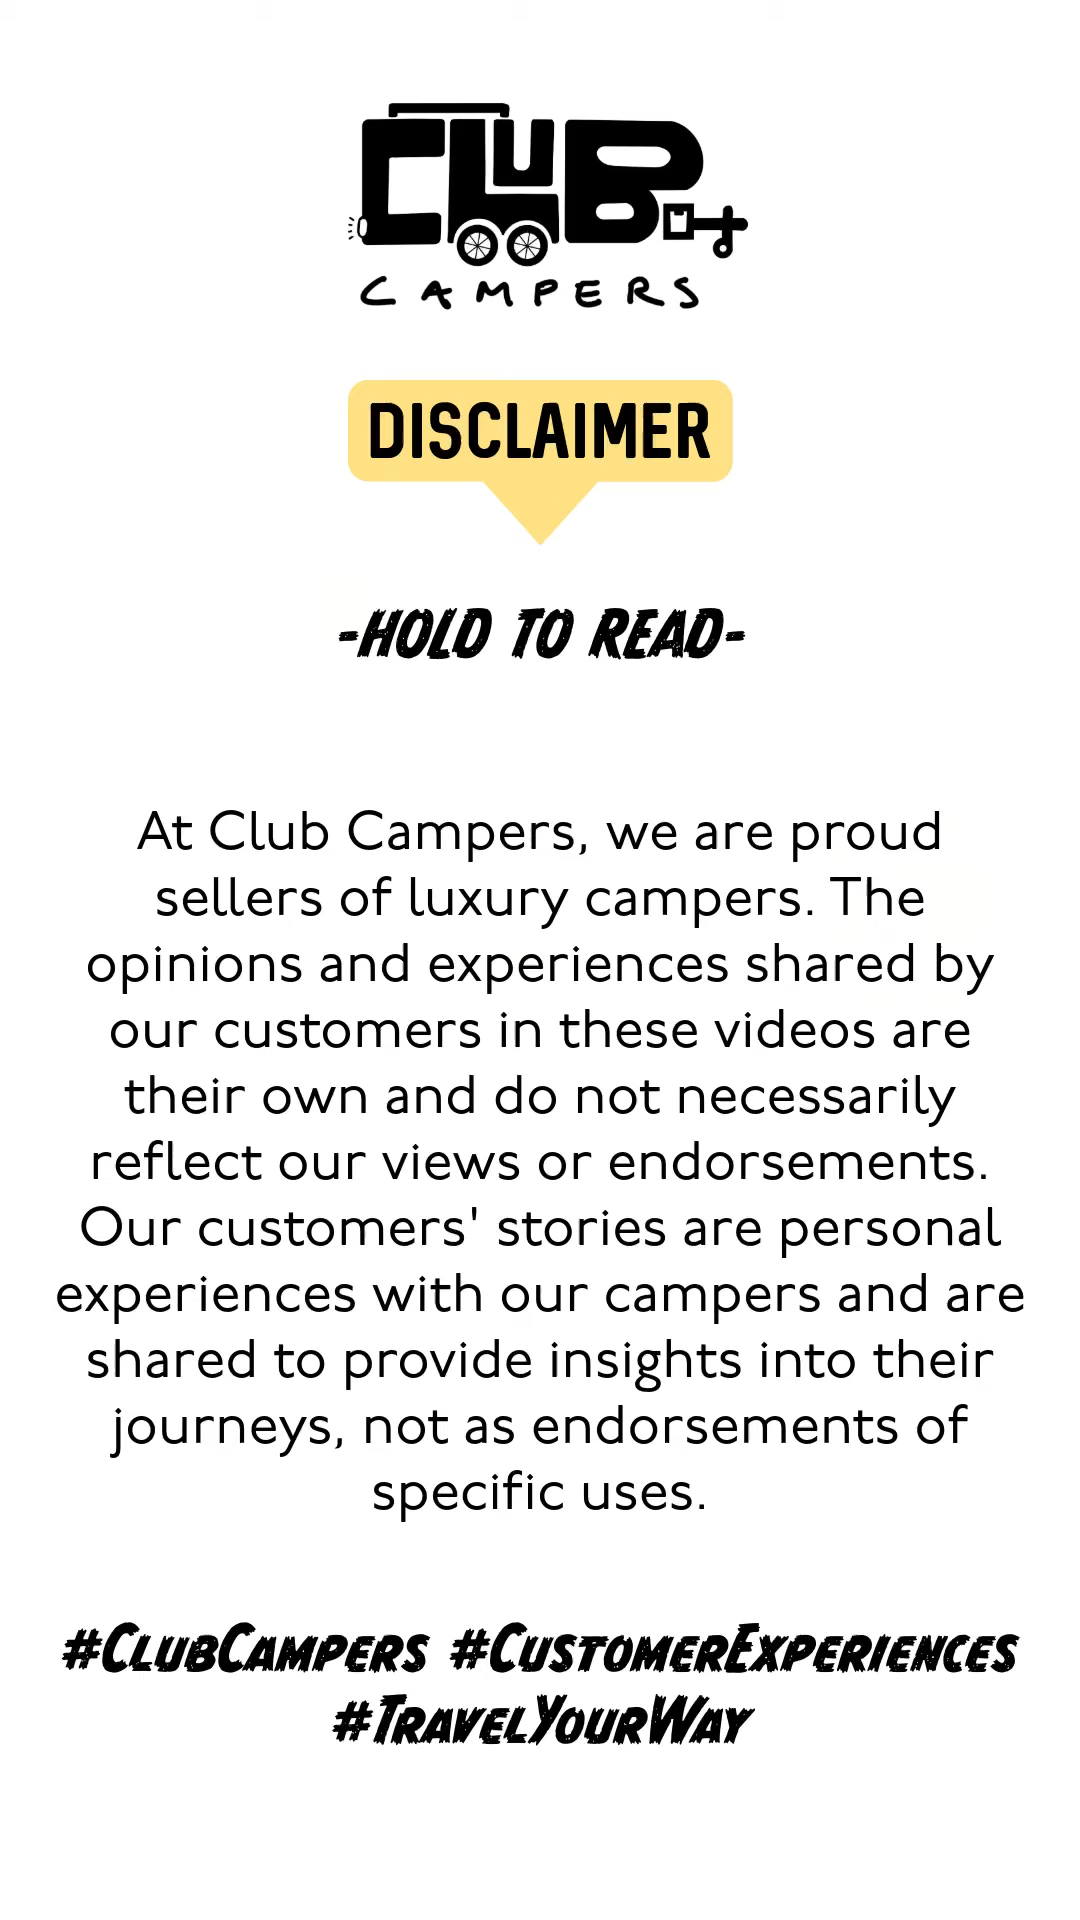 CLUB
CAMPERS
DISCLAIMER
-HOLD TO READ-
At Club Campers, we are proud
sellers of luxury campers. The
opinions and experiences shared by
our customers in these videos are
their own and do not necessarily
reflect our views or endorsements.
Our customers' stories are personal
experiences with our campers and are
shared to provide insights into their
journeys, not as endorsements of
specific uses.
#ClubCampers #CustomerExperiences
#TravelYourWay